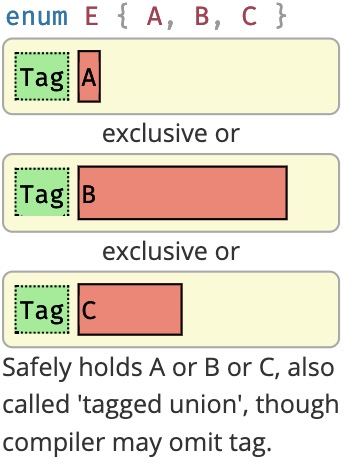 enum E { A, B, C }
Tag A
exclusive or
Tag B
exclusive or
Tag C
Safely holds A or B or C, also
called 'tagged union', though
compiler may omit tag.